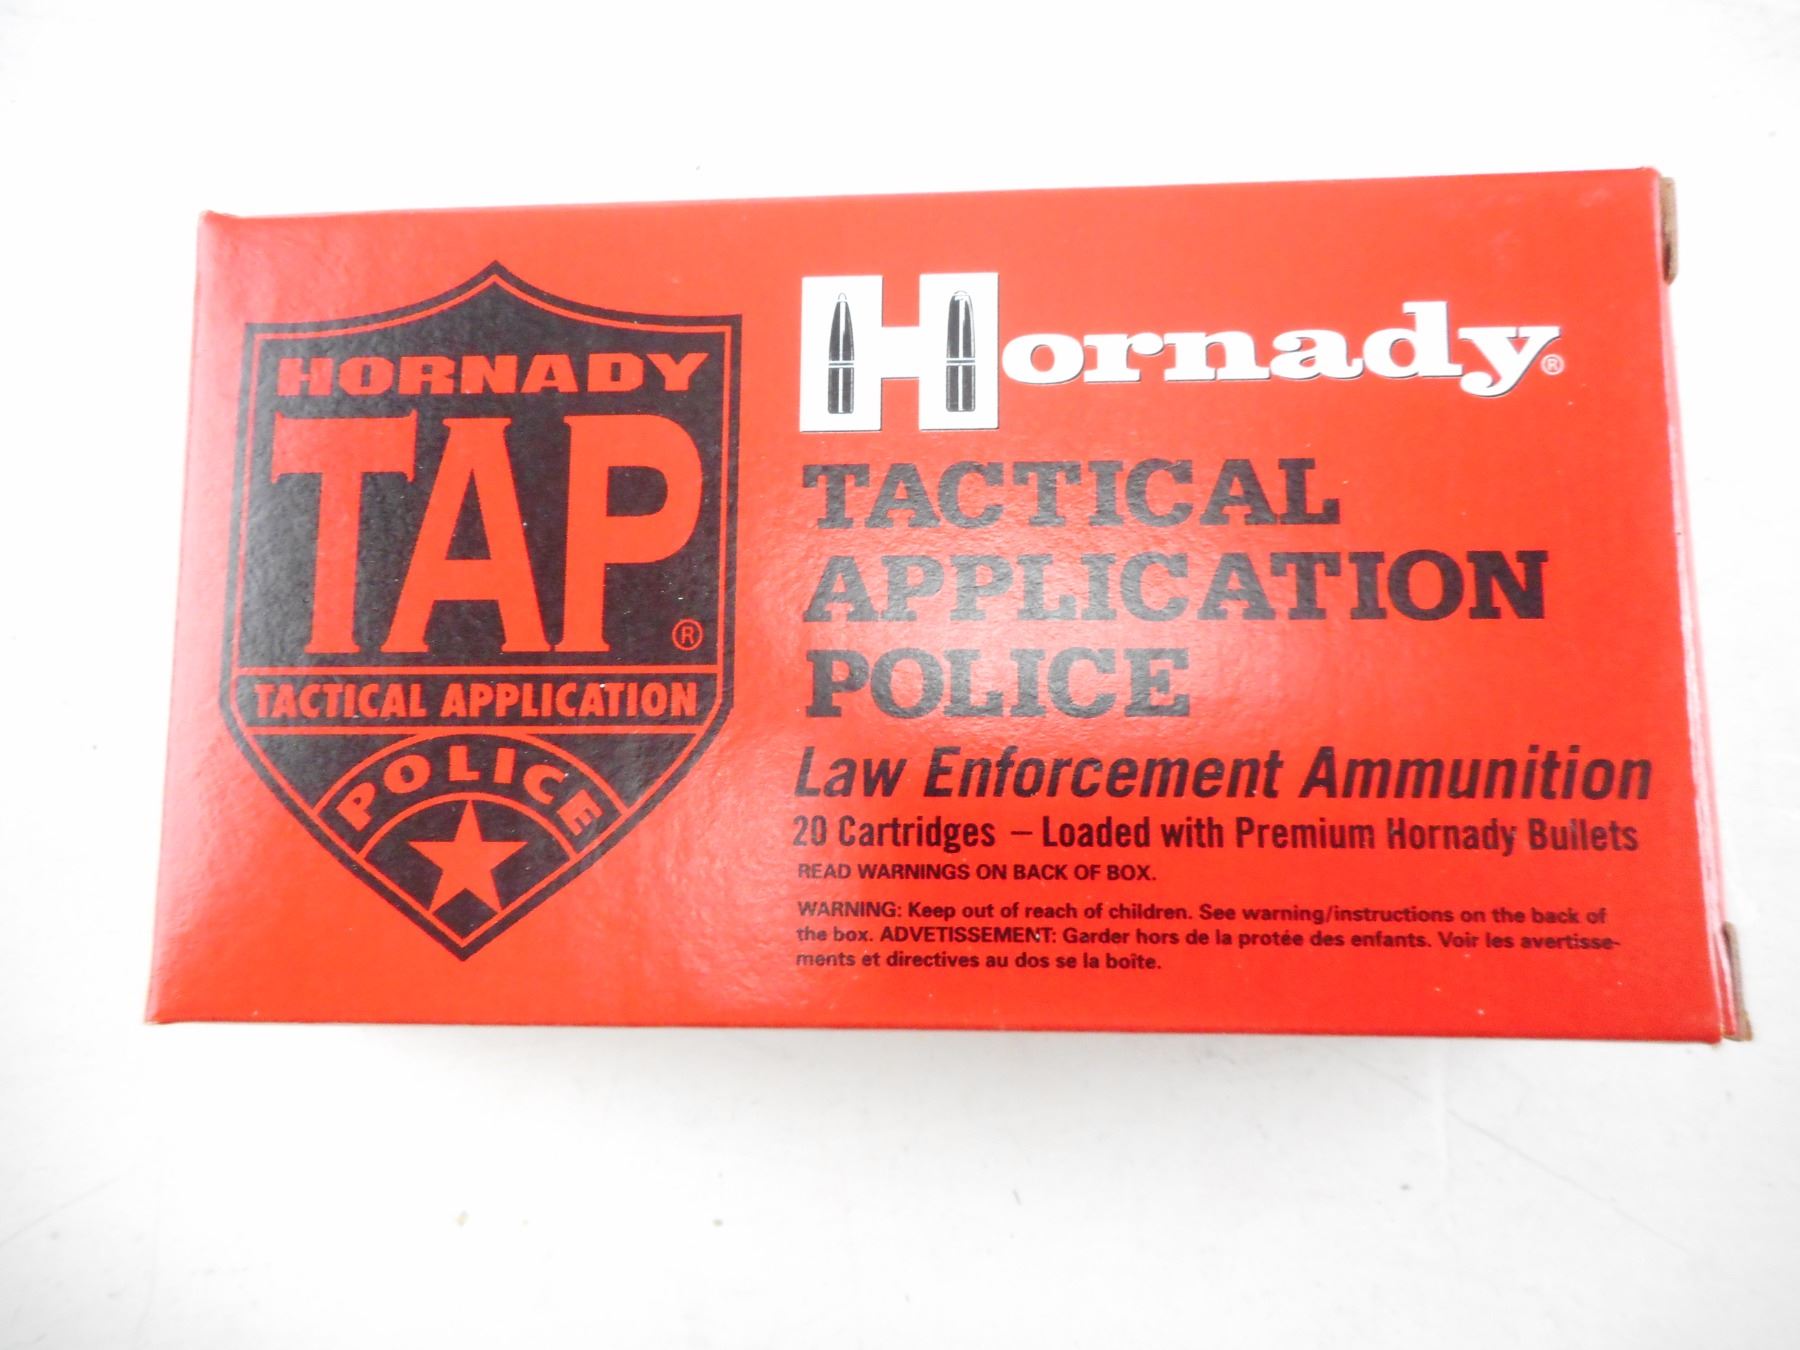 HORNADY
TAP®
TACTICAL APPLICATION
POLICE
Hornady®
TACTICAL
APPLICATION
POLICE
Law Enforcement Ammunition
20 Cartridges – Loaded with Premium Hornady Bullets
READ WARNINGS ON BACK OF BOX.
WARNING: Keep out of reach of children. See warning/instructions on the back of
the box. ADVETISSEMENT: Garder hors de la protée des enfants. Voir les avertisse-
ments et directives au dos se la boîte.